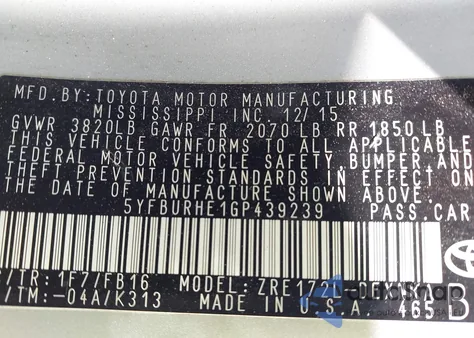 MFD.BY:TOYOTA MOTOR MANUFACTURING
MISSISSIPPI INC. 12/15
GVWR 3820LB GAWR FR 2070 LB RR 1850 LB
THIS VEHICLE CONFORMS TO ALL APPLICABLE
FEDERAL MOTOR VEHICLE SAFETY,BUMPER,AND
THEFT PREVENTION STANDARDS IN EFFECT ON
THE DATE OF MANUFACTURE SHOWN ABOVE.
5YFBURHE1GP439239 PASS.CAR
/TR: 1F7/FB16 MODEL: ZRE172L-
/TM:-04A/K313 MADE IN U.S.A. 465 B